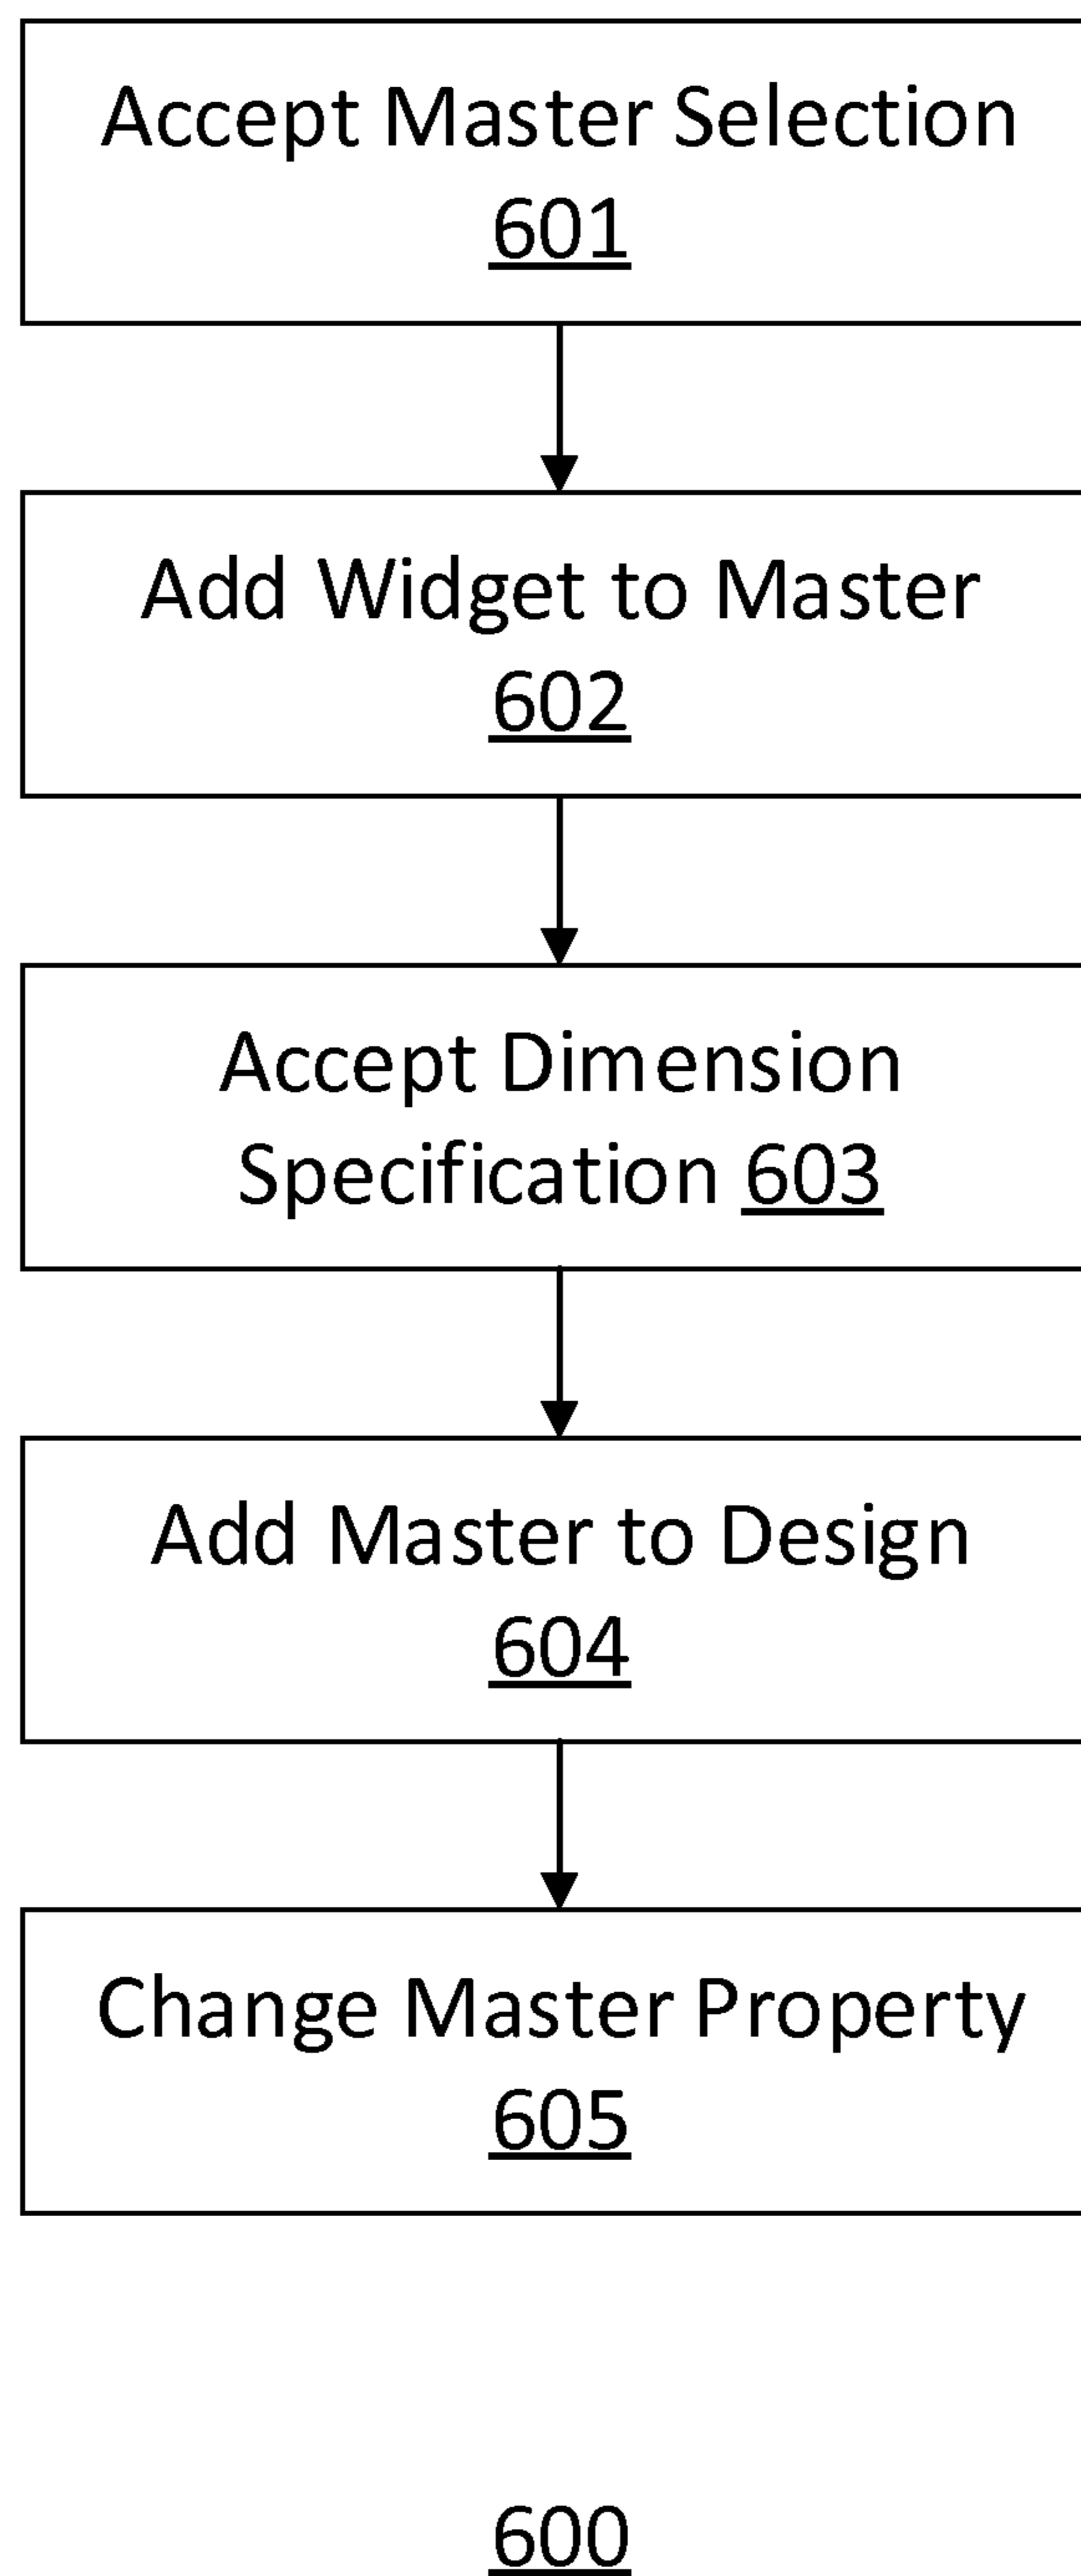 Accept Master Selection
601
Add Widget to Master
602
Accept Dimension
Specification 603
Add Master to Design
604
Change Master Property
605
600